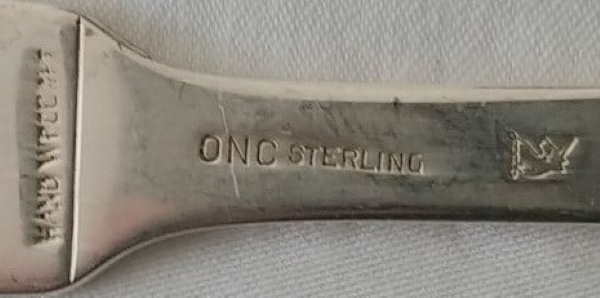 HAND WROUGHT
ONC STERLING